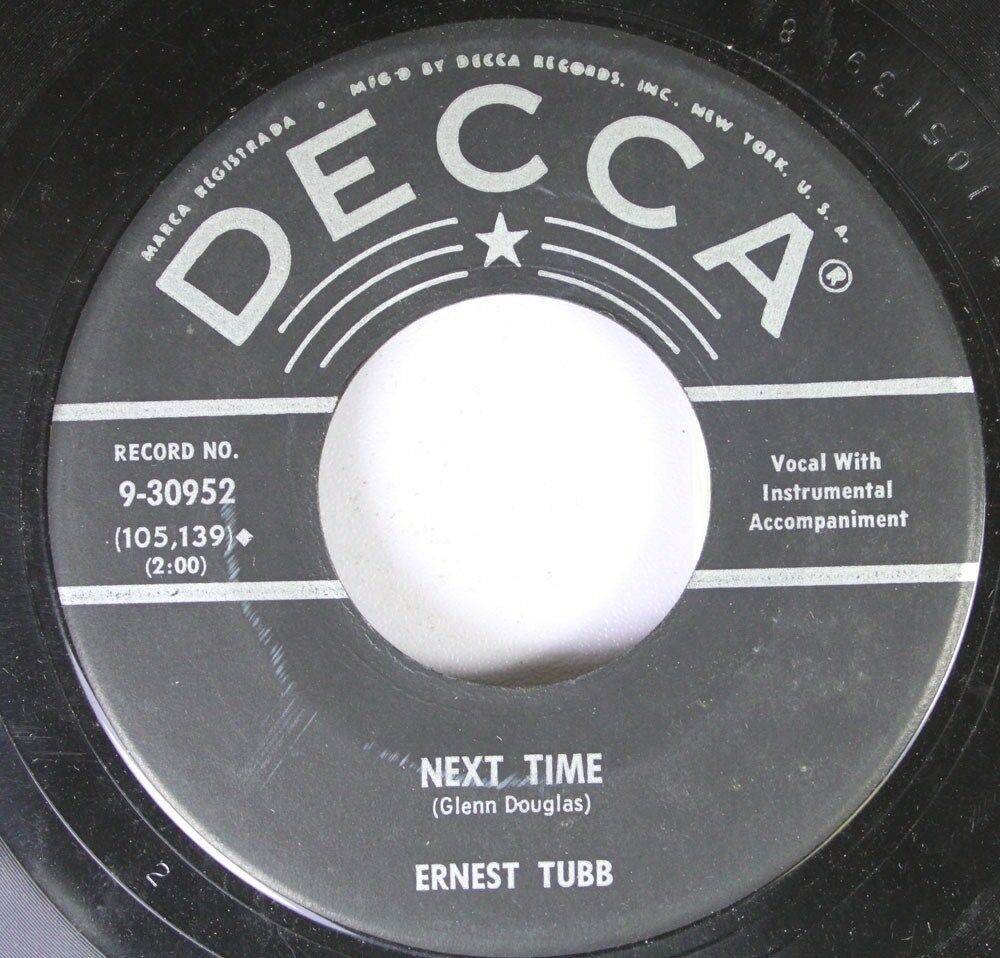 MARCA REGISTRADA • MFG'D BY DECCA RECORDS, INC., NEW YORK, U. S. A.
DECCA ®
RECORD NO.
9-30952
(105,139)◆
(2:00)
Vocal With
Instrumental
Accompaniment
NEXT TIME
(Glenn Douglas)
ERNEST TUBB
2